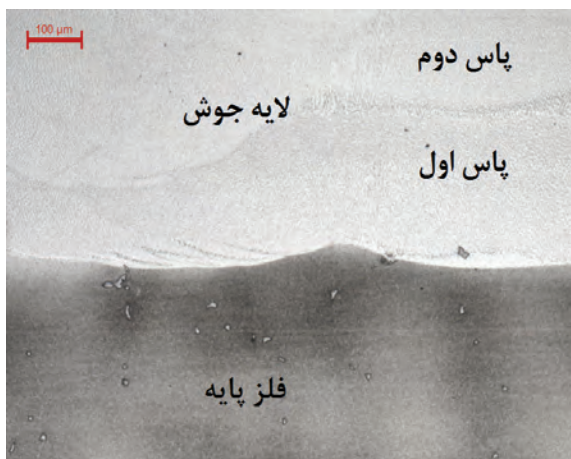 100 µm
پاس دوم
لایه جوش
پاس اول
فلز پایه